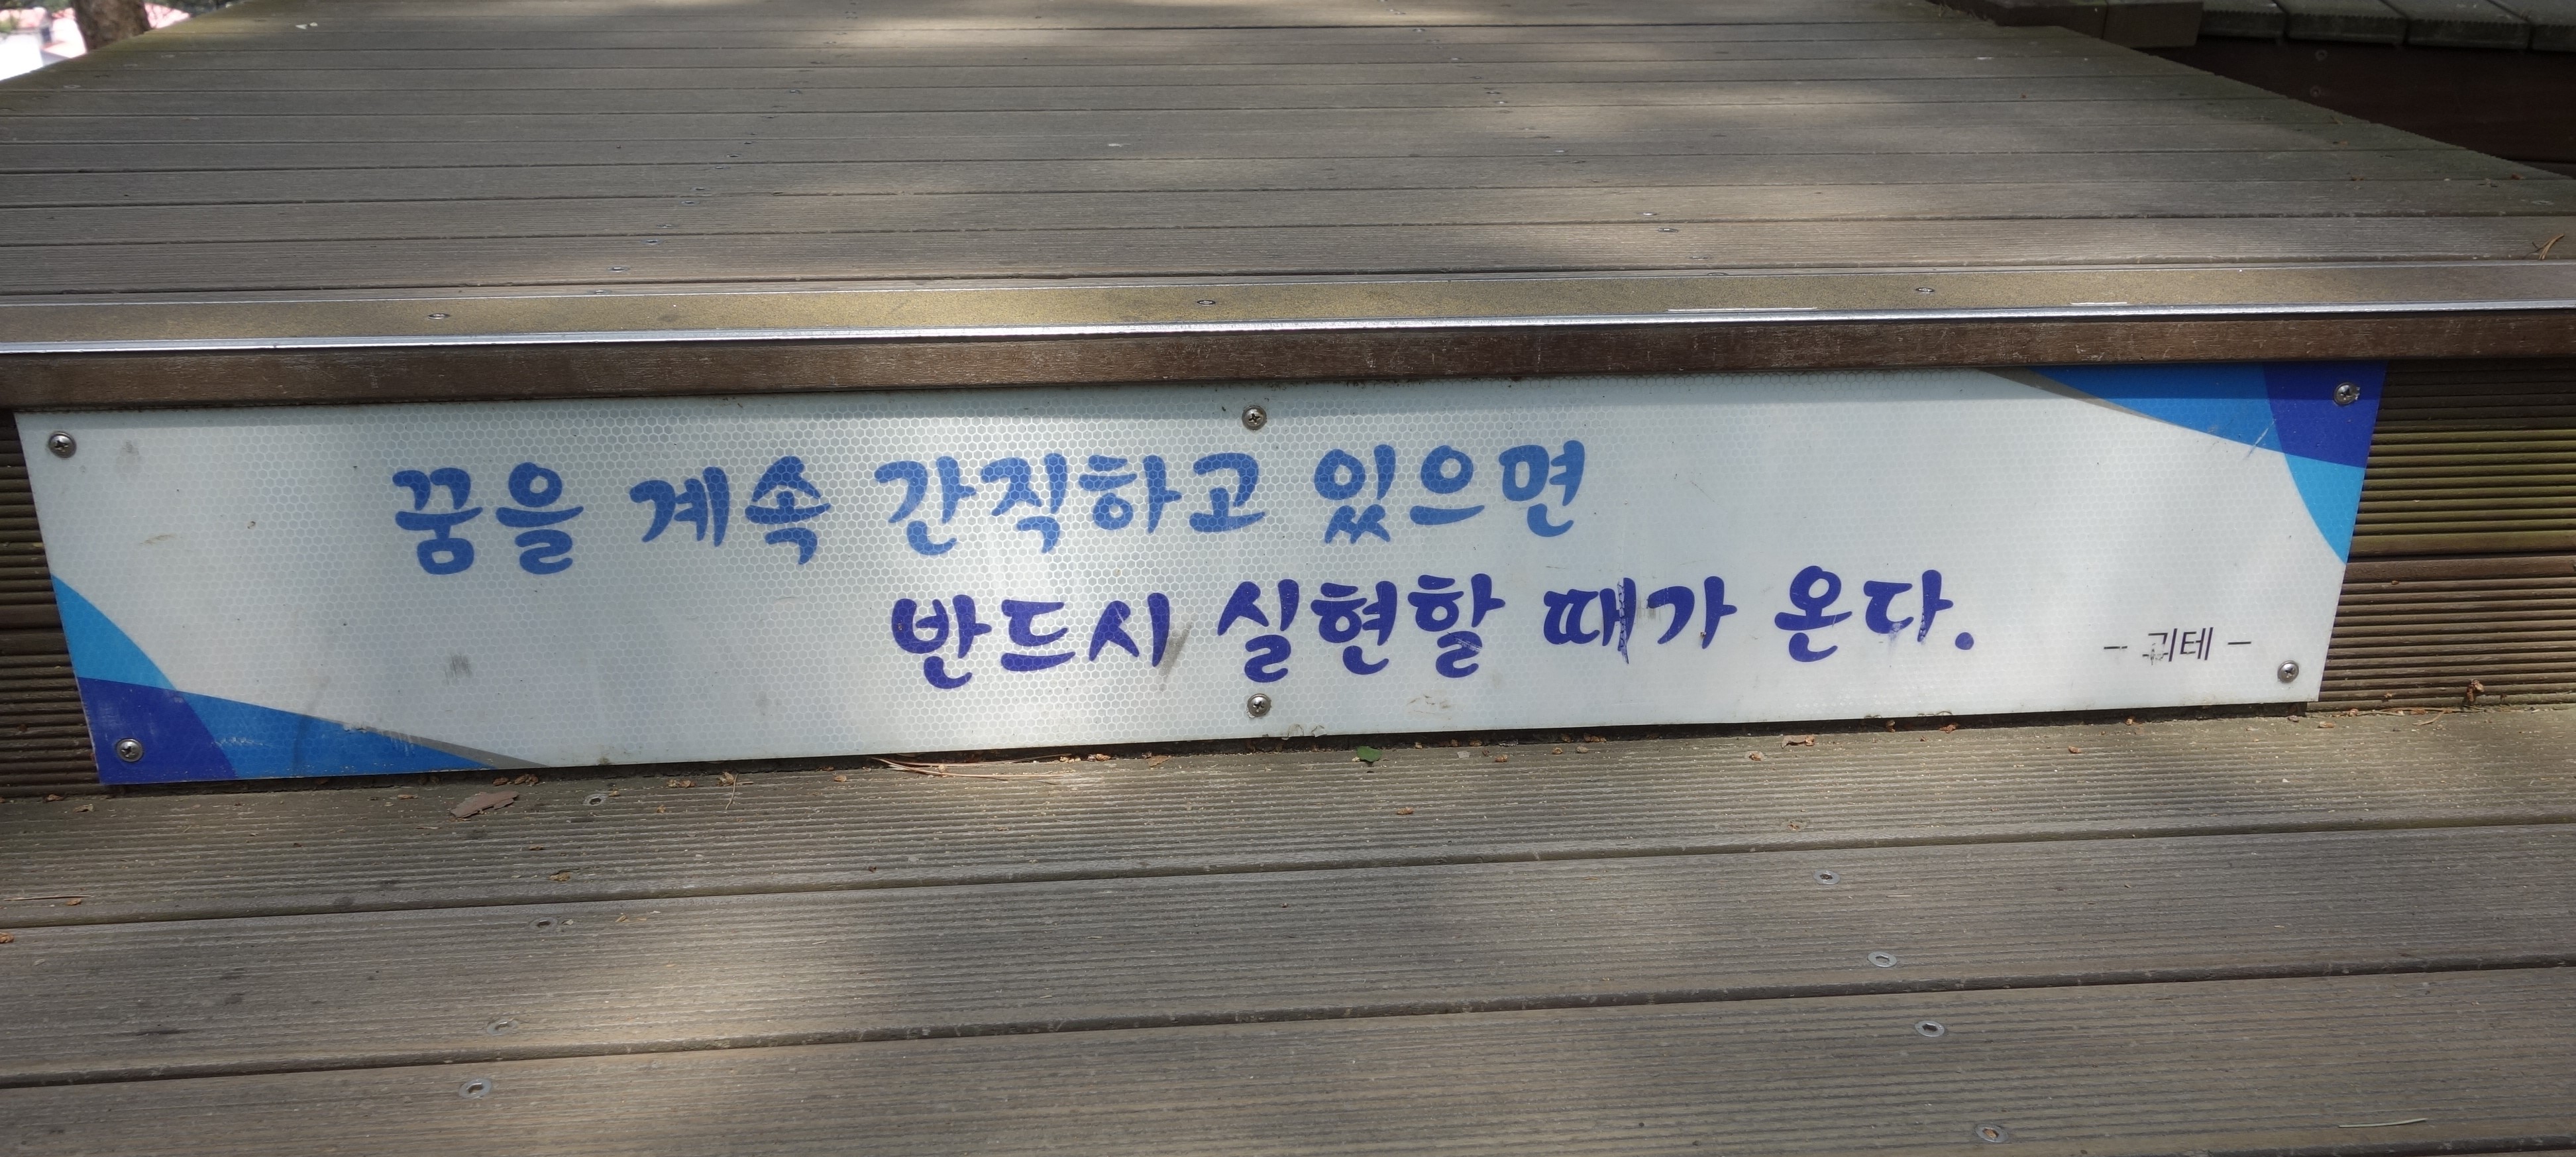 꿈을 계속 간직하고 있으면
반드시 실현할 때가 온다.
- 괴테 -